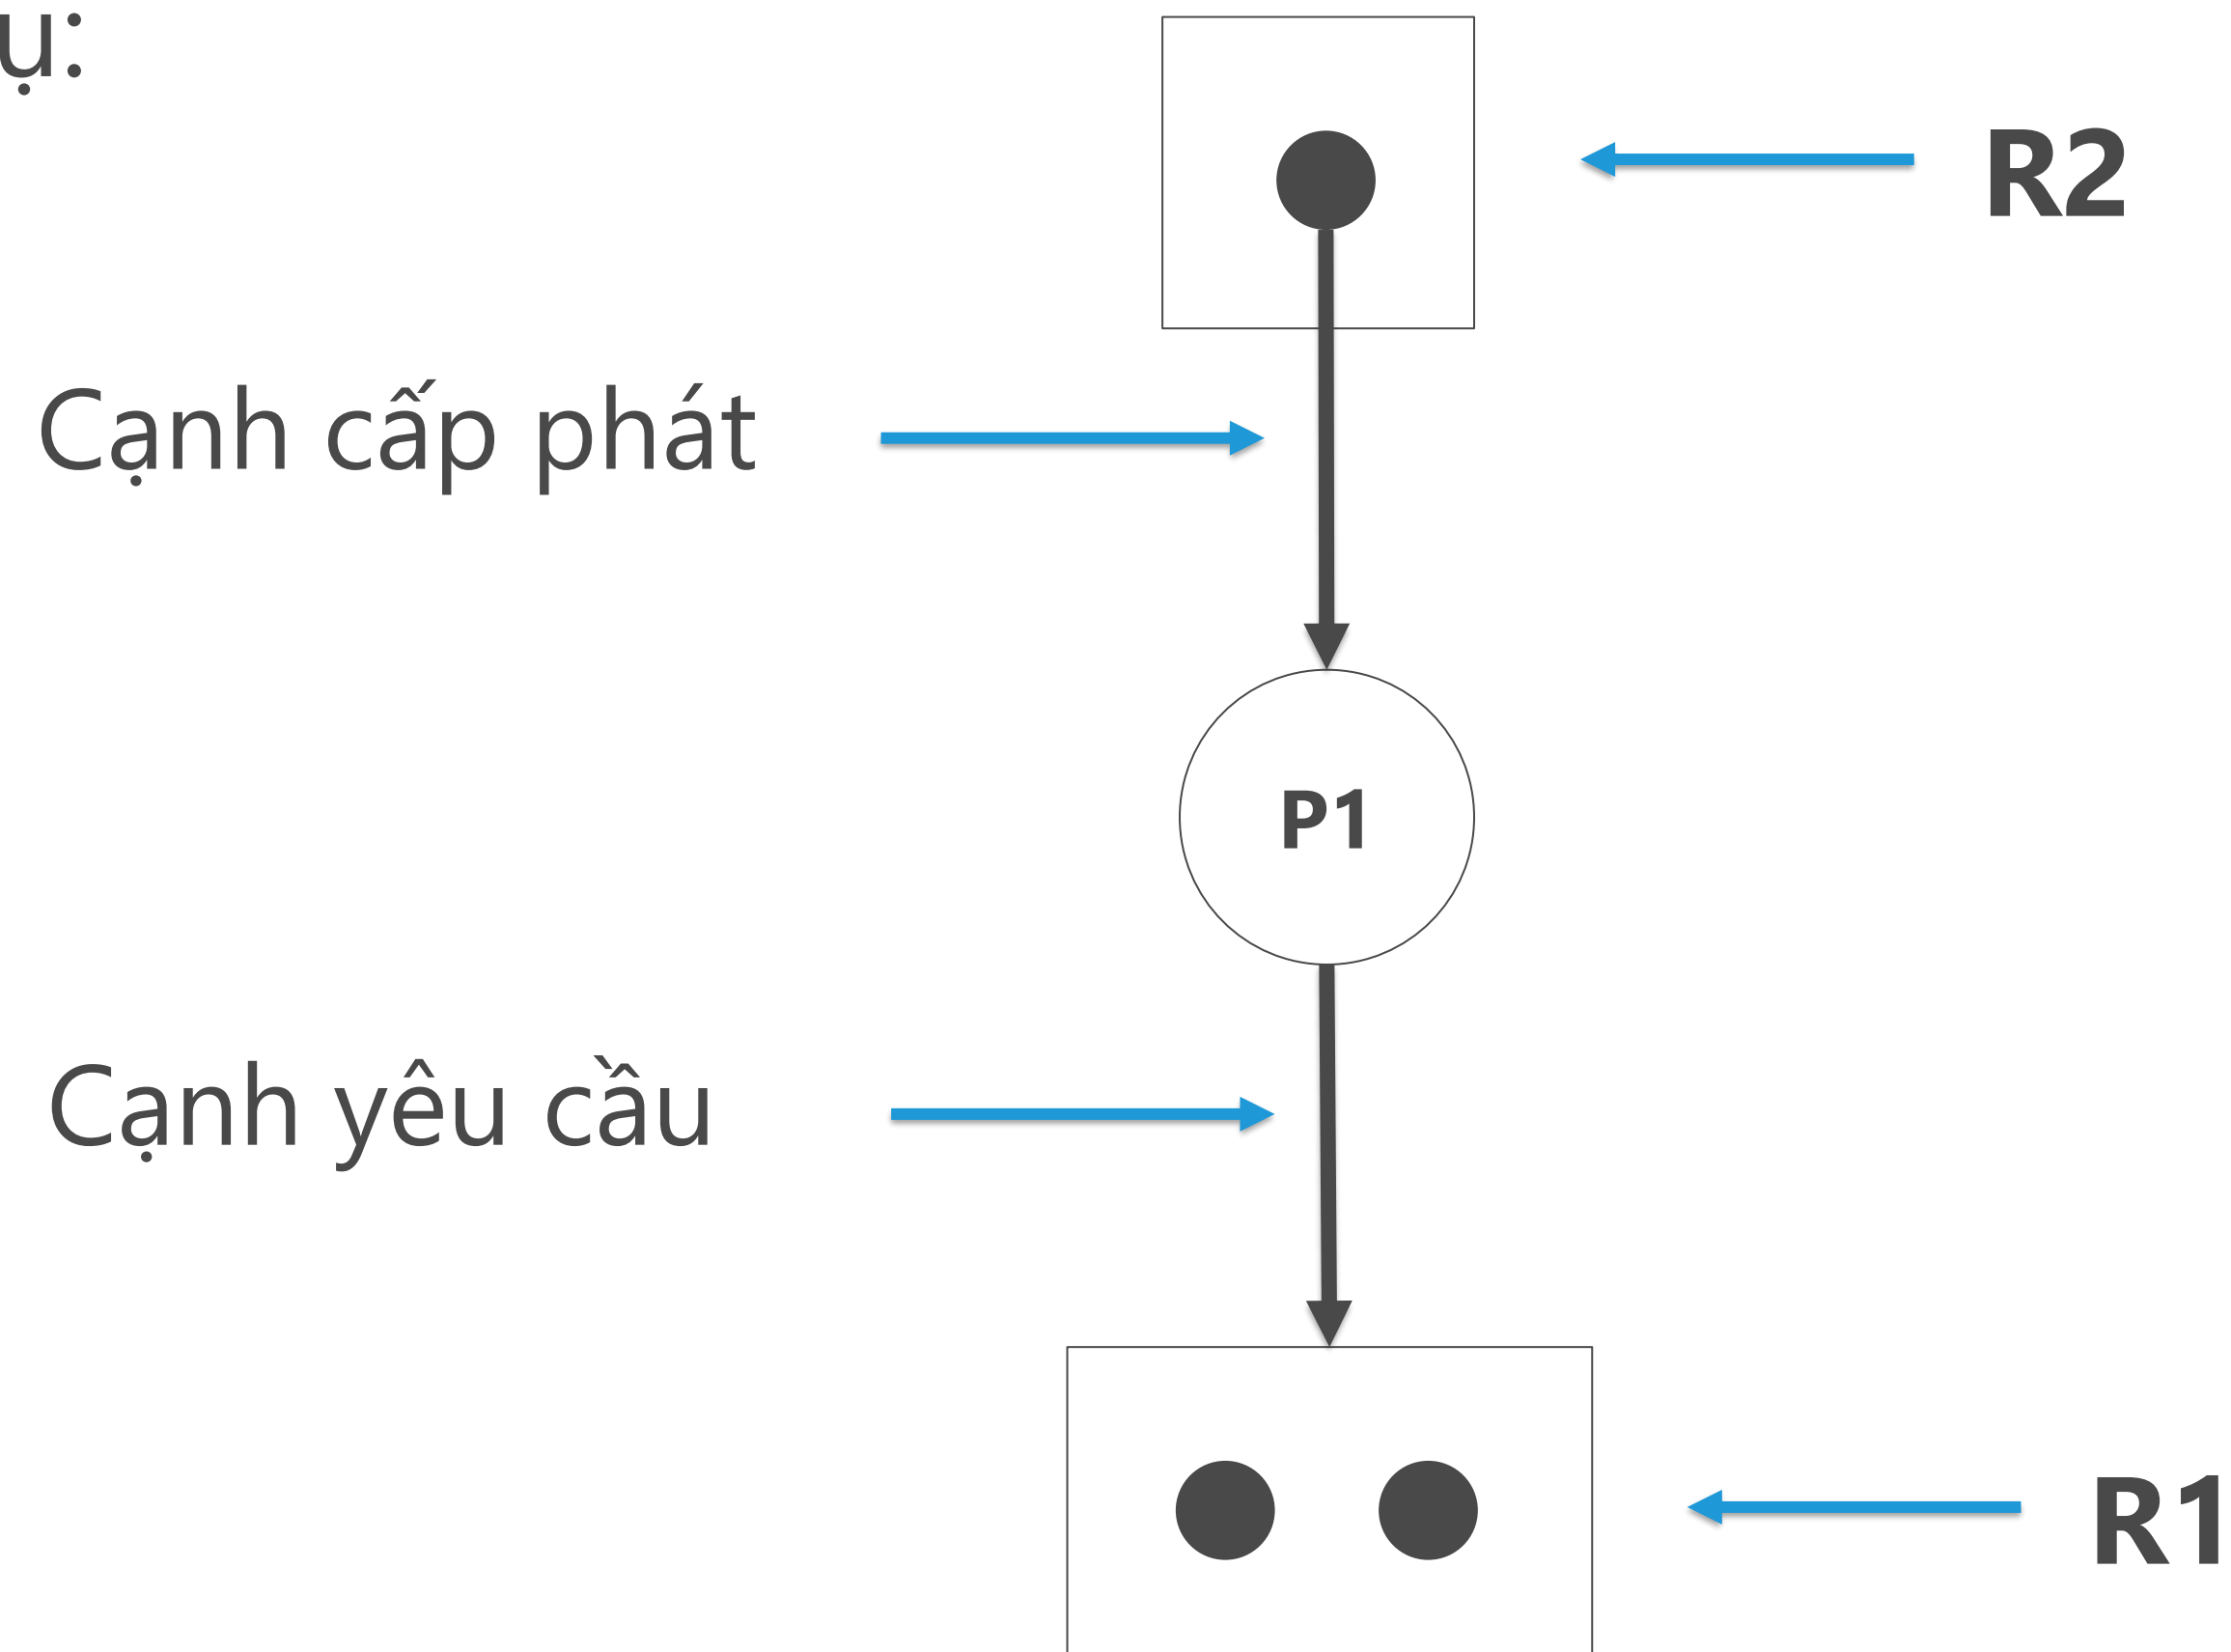 ụ:
R2
Cạnh cấp phát
P1
Cạnh yêu cầu
R1